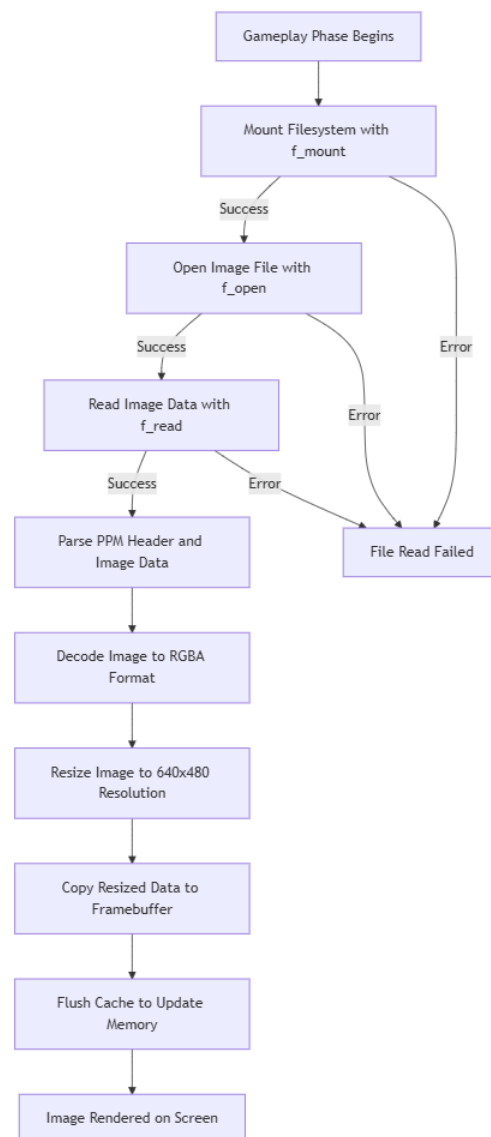 Gameplay Phase Begins
Mount Filesystem with
f_mount
Success
Open Image File with
f_open
Error
Success
Read Image Data with
f_read
Error
Success
Error
Parse PPM Header and
Image Data
File Read Failed
Decode Image to RGBA
Format
Resize Image to 640x480
Resolution
Copy Resized Data to
Framebuffer
Flush Cache to Update
Memory
Image Rendered on Screen